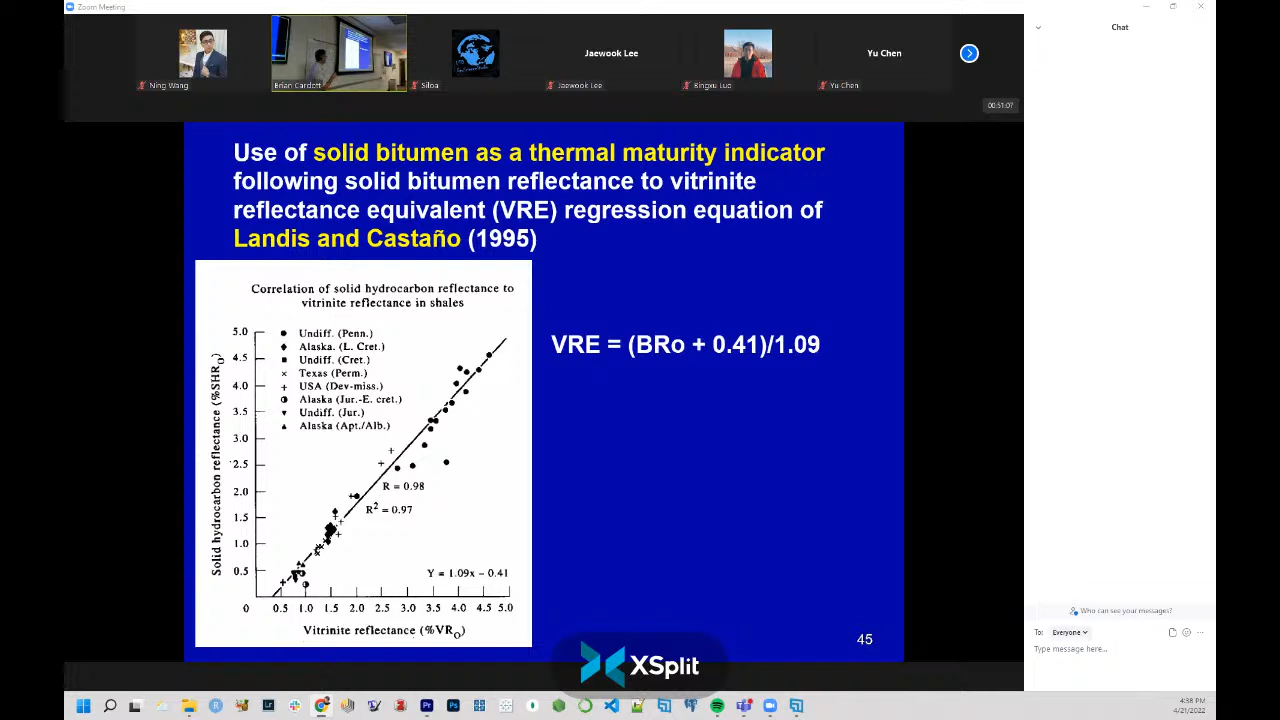 Zoom Meeting
Chat
Jaewook Lee
Yu Chen
Ning Wang
Brian Cardott
Siloa
Jaewook Lee
Bingxu Luo
Yu Chen
00:51:07
Use of solid bitumen as a thermal maturity indicator
following solid bitumen reflectance to vitrinite
reflectance equivalent (VRE) regression equation of
Landis and Castaño (1995)
Correlation of solid hydrocarbon reflectance to
vitrinite reflectance in shales
Solid hydrocarbon reflectance (%SHRO)
5.0
4.5
4.0
3.5
3.0
2.5
2.0
1.5
1.0
0.5
Undiff. (Penn.)
Alaska. (L. Cret.)
Undiff. (Cret.)
Texas (Perm.)
USA (Dev-miss.)
Alaska (Jur.-E. cret.)
Undiff. (Jur.)
Alaska (Apt./Alb.)
R = 0.98
R2 = 0.97
Y = 1.09x – 0.41
0 0.5 1.0 1.5 2.0 2.5 3.0 3.5 4.0 4.5 5.0
Vitrinite reflectance (%VRO)
VRE = (BRo + 0.41)/1.09
45
XSplit
Who can see your messages?
To: Everyone
Type message here...
4:38 PM
4/21/2022